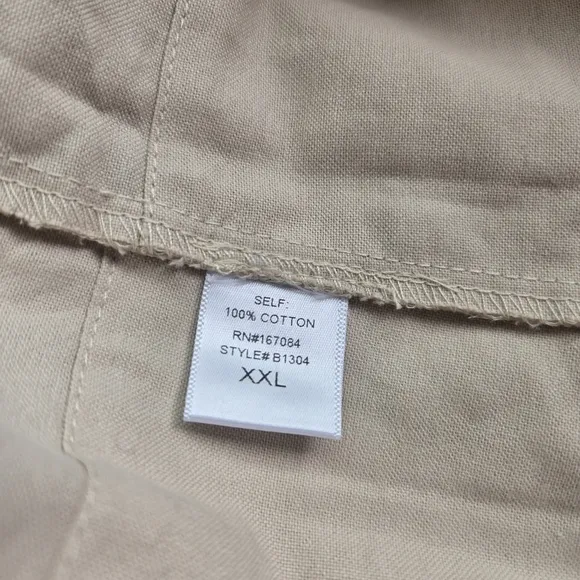 SELF:
100% COTTON
RN#167084
STYLE# B1304
XXL